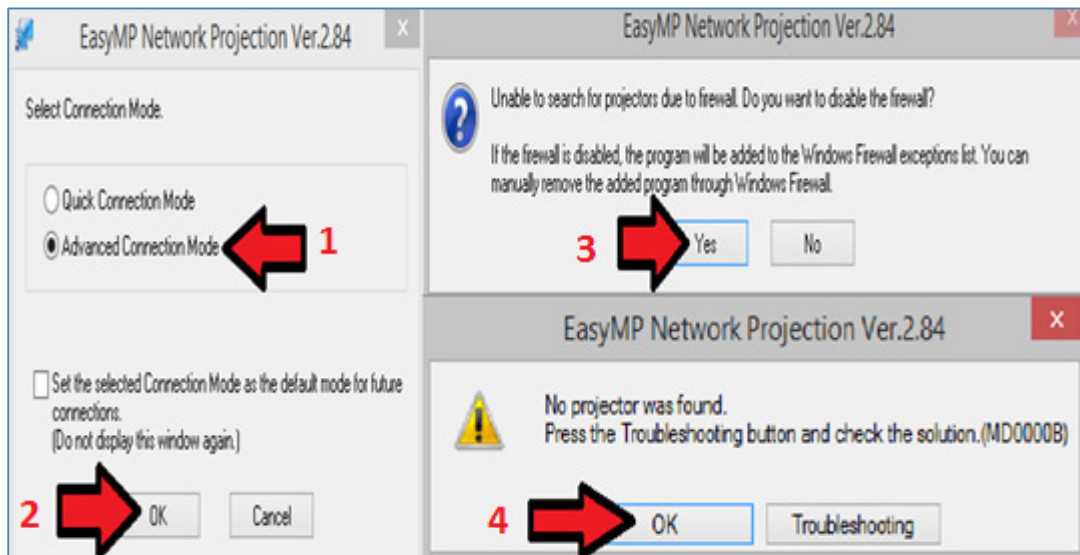 EasyMP Network Projection Ver.2.84
x
Select Connection Mode.
Quick Connection Mode
Advanced Connection Mode
1
Set the selected Connection Mode as the default mode for future
connections.
(Do not display this window again.)
2
OK
Cancel
EasyMP Network Projection Ver.2.84
x
Unable to search for projectors due to firewall. Do you want to disable the firewall?
If the firewall is disabled, the program will be added to the Windows Firewall exceptions list. You can
manually remove the added program through Windows Firewall.
3
Yes
No
EasyMP Network Projection Ver.2.84
x
No projector was found.
Press the Troubleshooting button and check the solution.(MD0000B)
4
OK
Troubleshooting